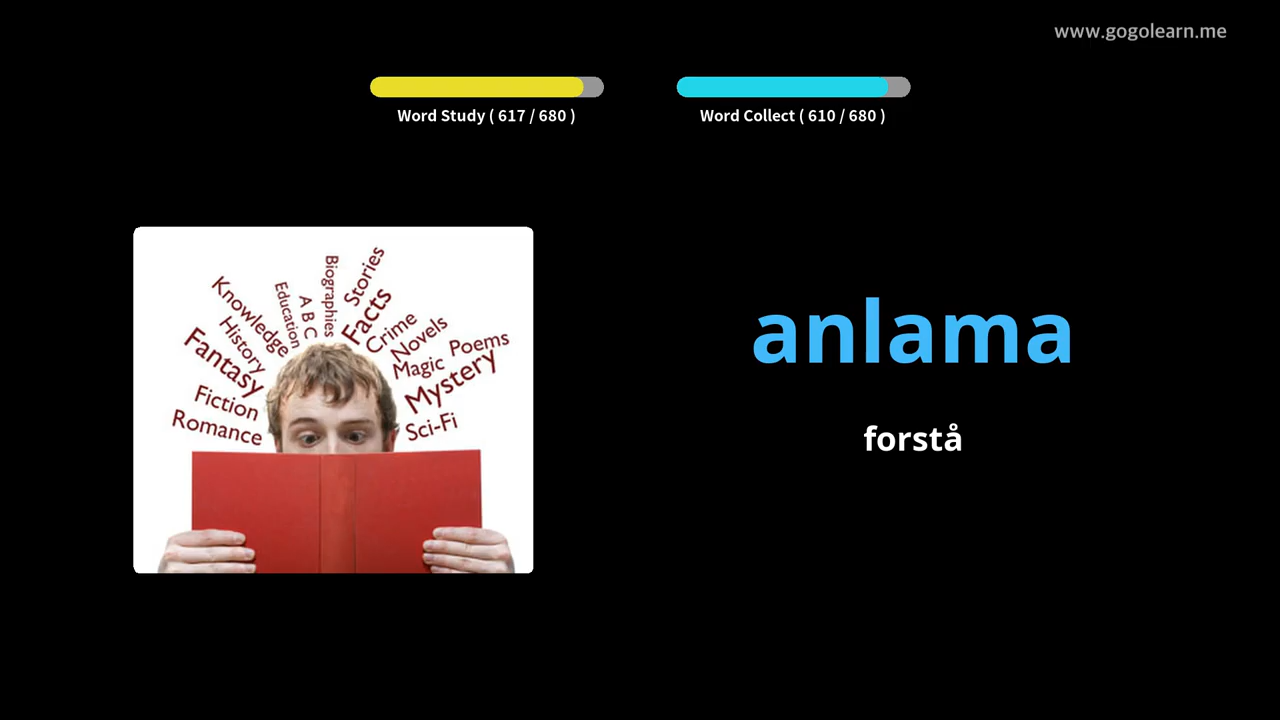 www.gogolearn.me
Word Study ( 617 / 680 )
Word Collect ( 610 / 680 )
Biographies
Stories
Education
A B C
Facts
Knowledge
Crime
History
Novels
Fantasy
Magic
Poems
Mystery
Fiction
Romance
Sci-Fi
anlama
forstå